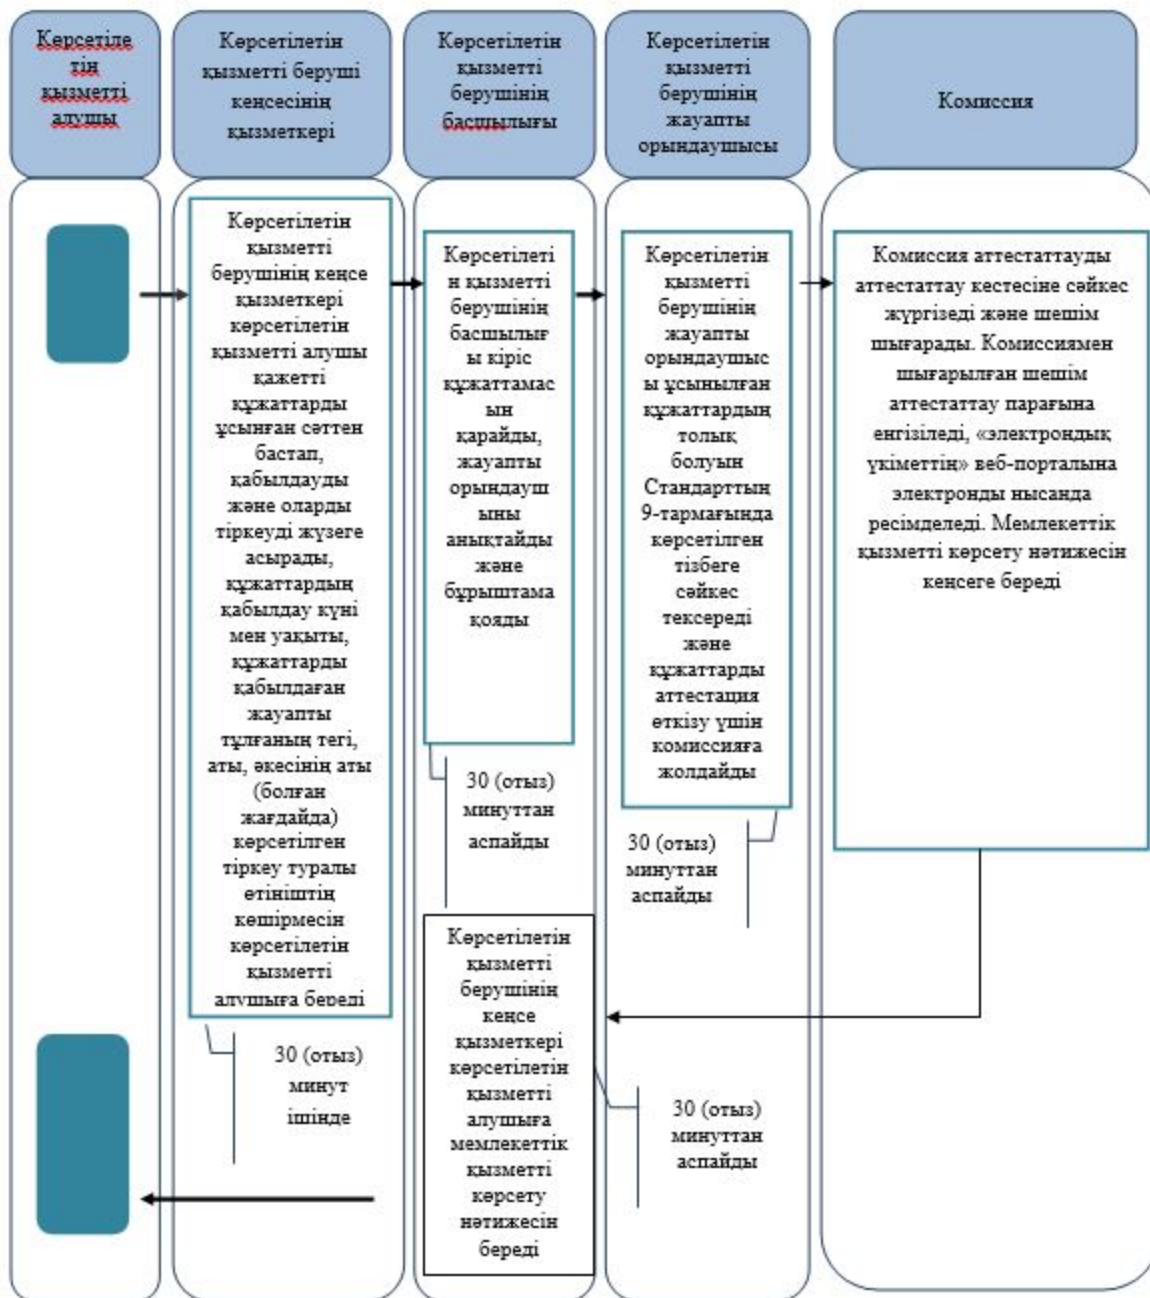 Көрсетіле
тін
қызметті
алушы
Көрсетілетін
қызметті беруші
кеңсесінің
қызметкері
Көрсетілетін
қызметті
берушінің
басшылығы
Көрсетілетін
қызметті
берушінің
жауапты
орындаушысы
Комиссия
Көрсетілетін
қызметті
берушінің кеңсе
қызметкері
көрсетілетін
қызметті алушы
қажетті
құжаттарды
ұсынған сәттен
бастап,
қабылдауды
және оларды
тіркеуді жүзеге
асырады,
құжаттардың
қабылдау күні
мен уақыты,
құжаттарды
қабылдаған
жауапты
тұлғаның тегі,
аты, әкесінің аты
(болған
жағдайда)
көрсетілген
тіркеу туралы
өтініштің
көшірмесін
көрсетілетін
қызметті
алушыға береді
30 (отыз)
минут
ішінде
Көрсетілеті
н қызметті
берушінің
басшылығ
ы кіріс
құжаттамас
ын
қарайды,
жауапты
орындауш
ыны
анықтайды
және
бұрыштама
қояды
30 (отыз)
минуттан
аспайды
Көрсетілетін
қызметті
берушінің
жауапты
орындаушыс
ы ұсынылған
құжаттардың
толық
болуын
Стандарттың
9-тармағында
көрсетілген
тізбеге
сәйкес
тексереді
және
құжаттарды
аттестация
өткізу үшін
комиссияға
жолдайды
30 (отыз)
минуттан
аспайды
Комиссия аттестаттауды
аттестаттау кестесіне сәйкес
жүргізеді және шешім
шығарады. Комиссиямен
шығарылған шешім
аттестаттау парағына
енгізіледі, «электрондық
үкіметтің» веб-порталына
электронды нысанда
ресімделеді. Мемлекеттік
қызметті көрсету нәтижесін
кеңсеге береді
Көрсетілетін
қызметті
берушінің
кеңсе
қызметкері
көрсетілетін
қызметті
алушыға
мемлекеттік
қызметті
көрсету
нәтижесін
береді
30 (отыз)
минуттан
аспайды